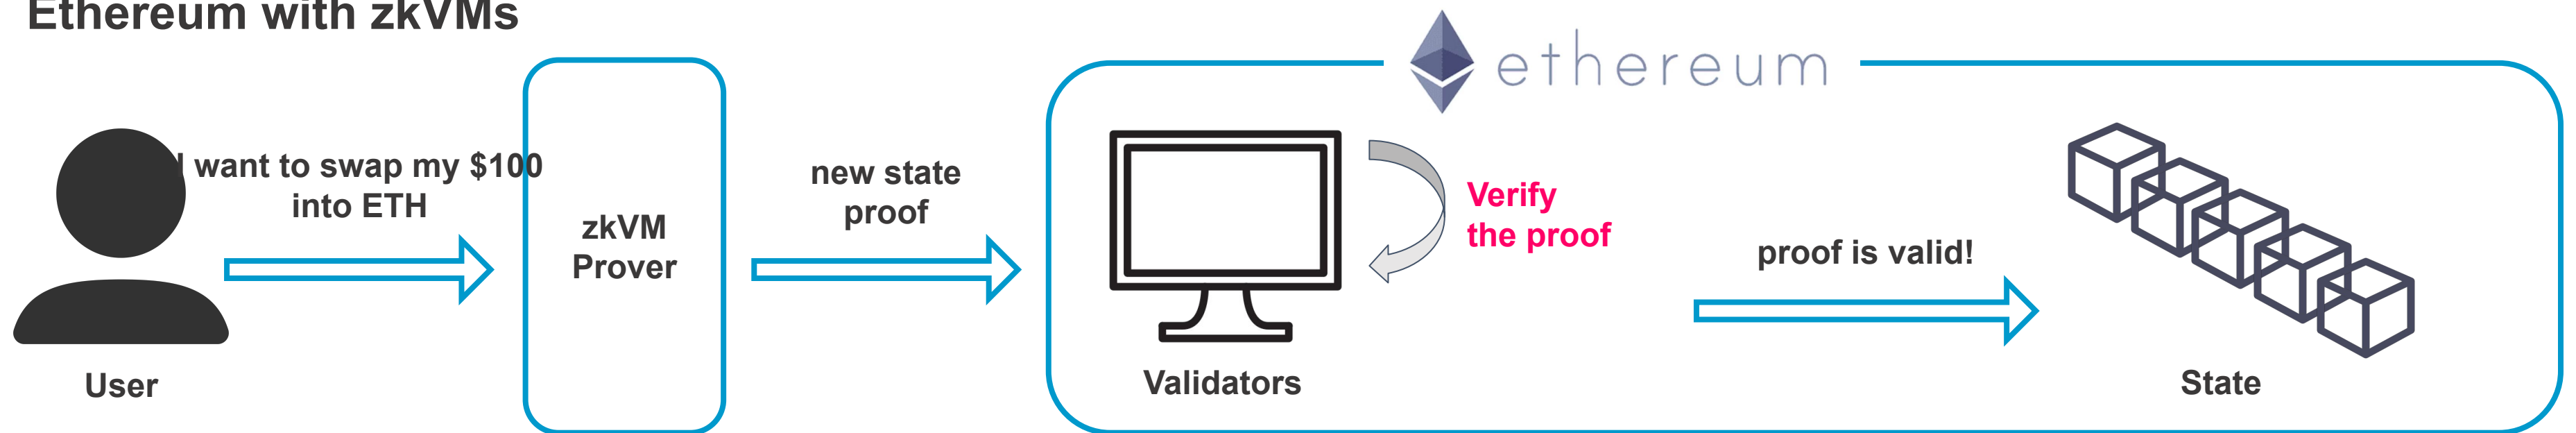 Ethereum with zkVMs
I want to swap my $100
into ETH
zkVM
Prover
new state
proof
ethereum
Verify
the proof
proof is valid!
User
Validators
State